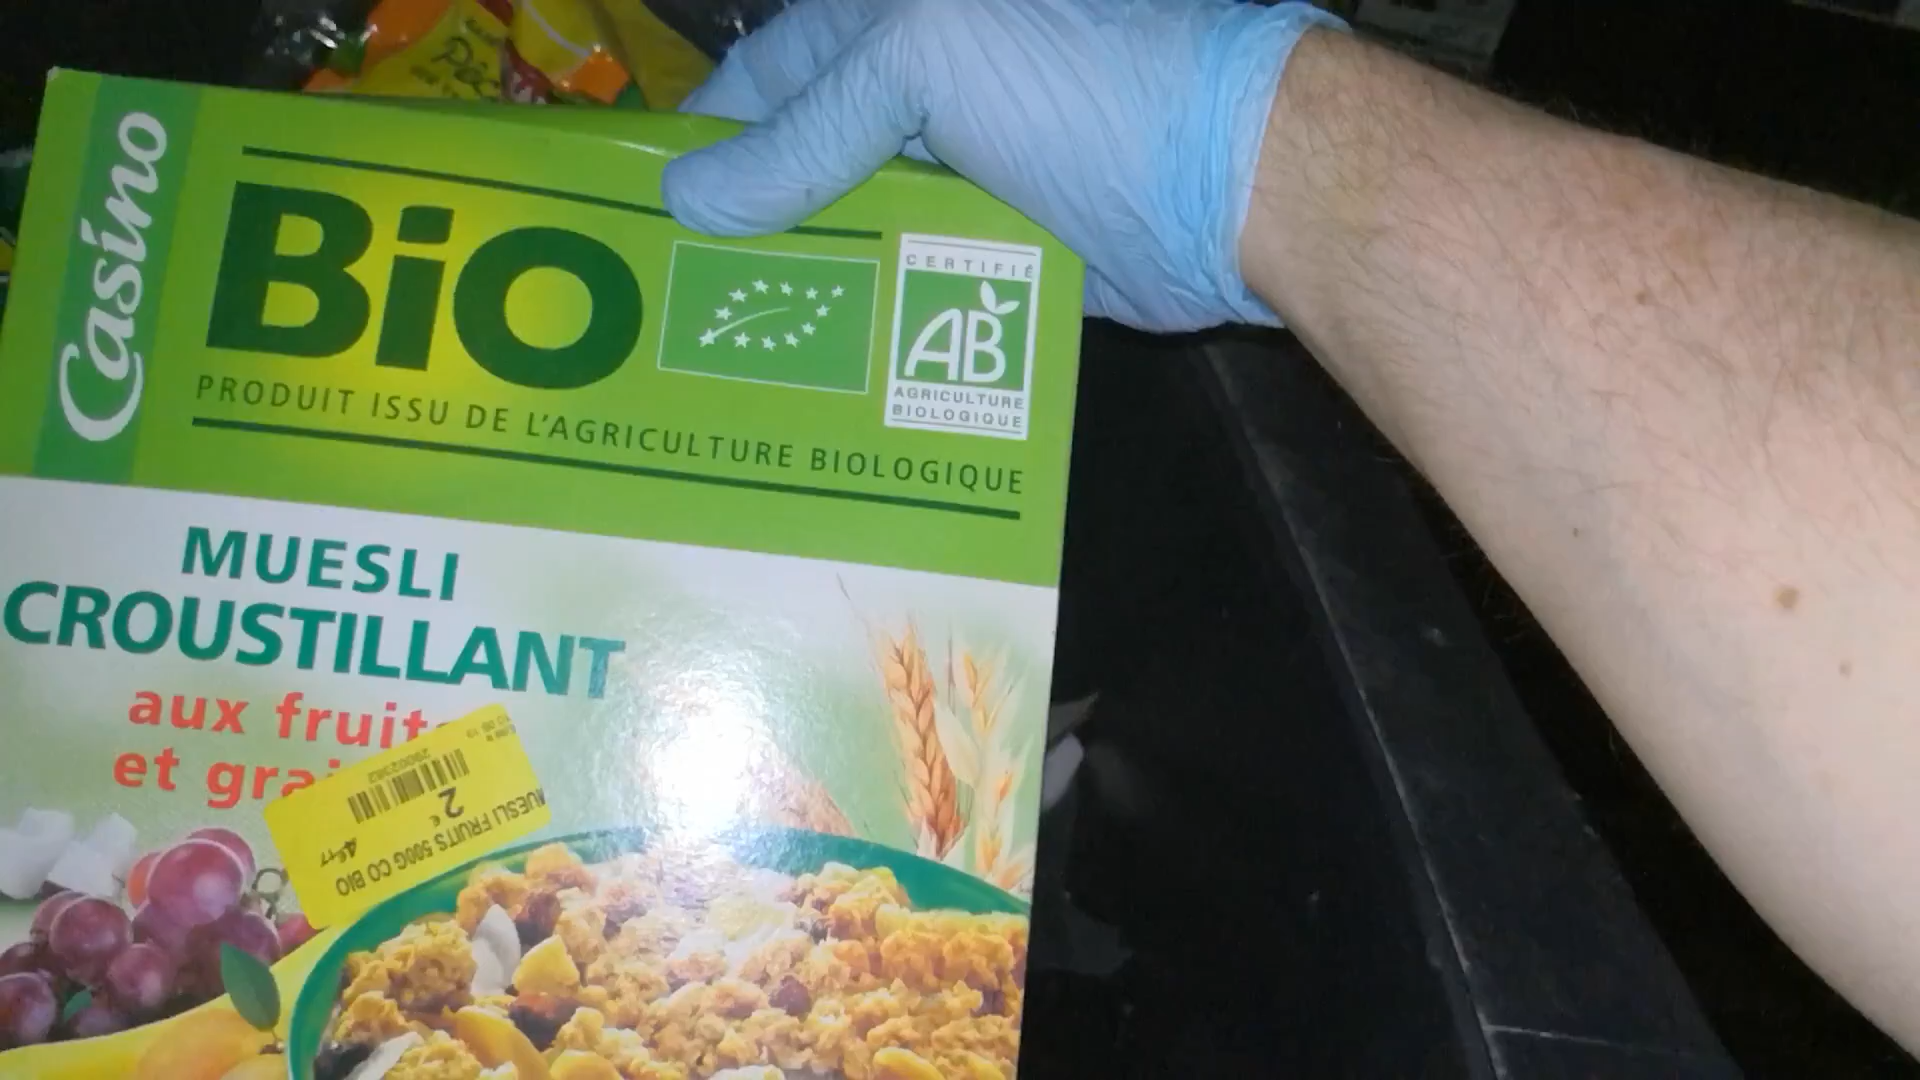 Casino
BiO
CERTIFIÉ
AB
AGRICULTURE
BIOLOGIQUE
PRODUIT ISSU DE L'AGRICULTURE BIOLOGIQUE
MUESLI
CROUSTILLANT
aux fruits
et
MUESLI FRUITS 500G CO BIO
2 €